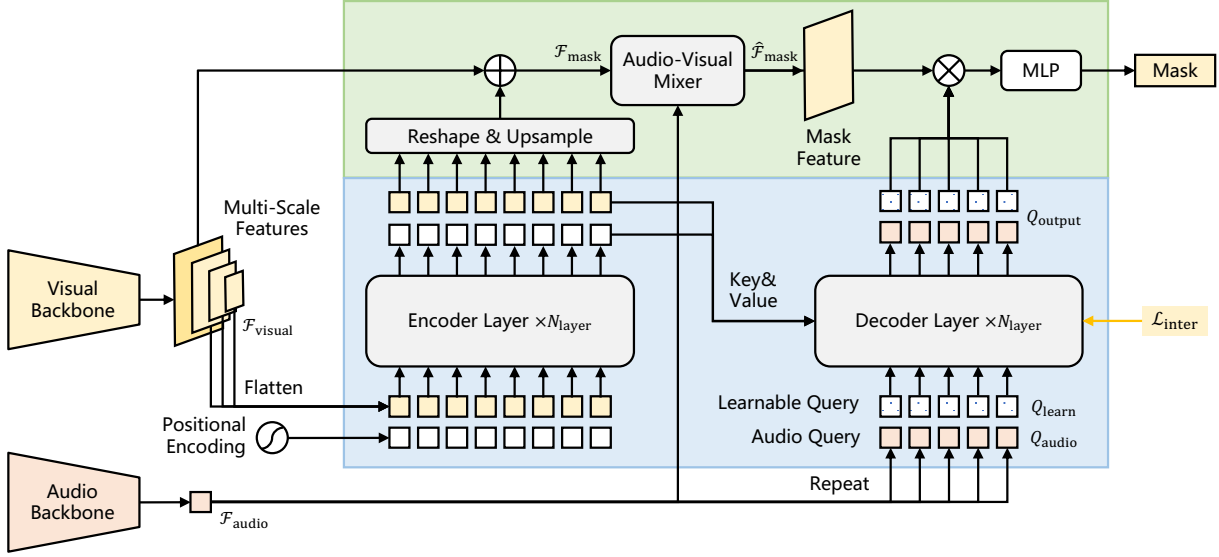 ℱmask
Audio-Visual
Mixer
ℱ̂mask
MLP
Mask
Reshape & Upsample
Mask
Feature
Multi-Scale
Features
Qoutput
Visual
Backbone
ℱvisual
Key&
Value
Encoder Layer ×Nlayer
Decoder Layer ×Nlayer
ℒinter
Flatten
Learnable Query
Qlearn
Positional
Encoding
Audio Query
Qaudio
Repeat
Audio
Backbone
ℱaudio